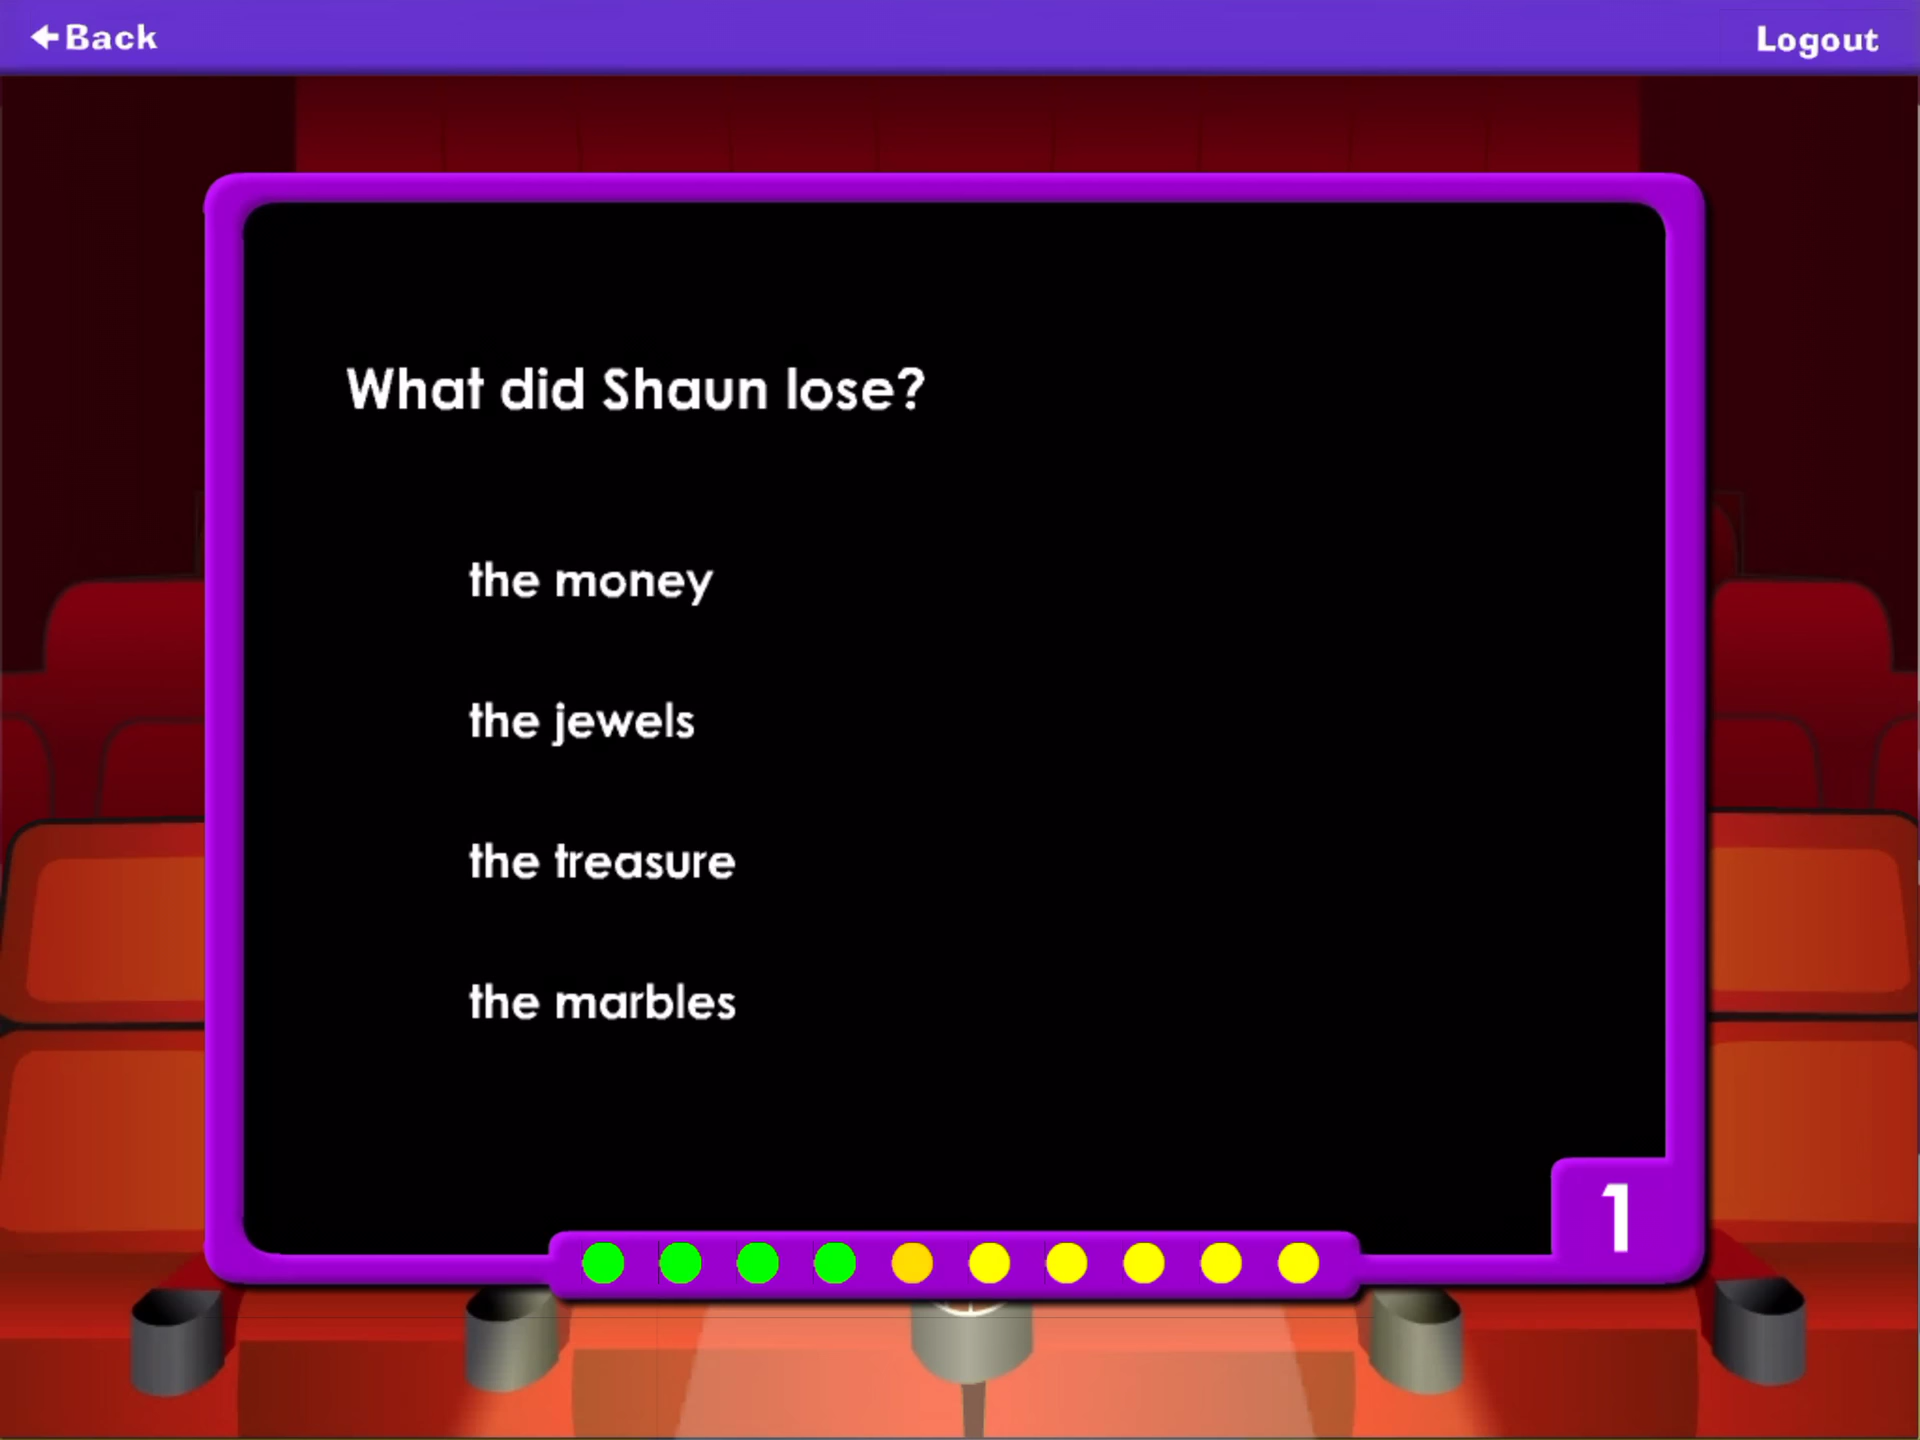 Back
Logout
What did Shaun lose?
the money
the jewels
the treasure
the marbles
1